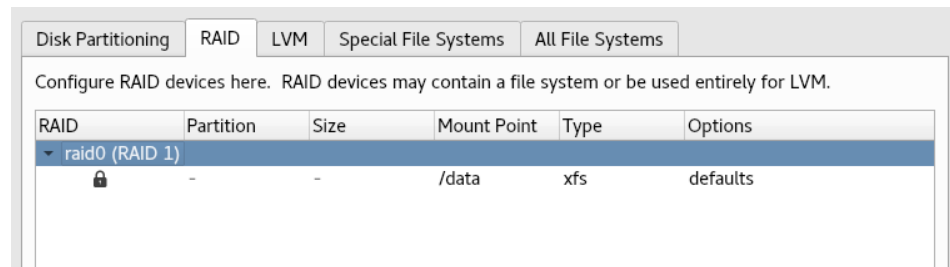 Disk Partitioning RAID LVM Special File Systems All File Systems
Configure RAID devices here. RAID devices may contain a file system or be used entirely for LVM.
RAID Partition Size Mount Point Type Options
raid0 (RAID 1)
- - /data xfs defaults